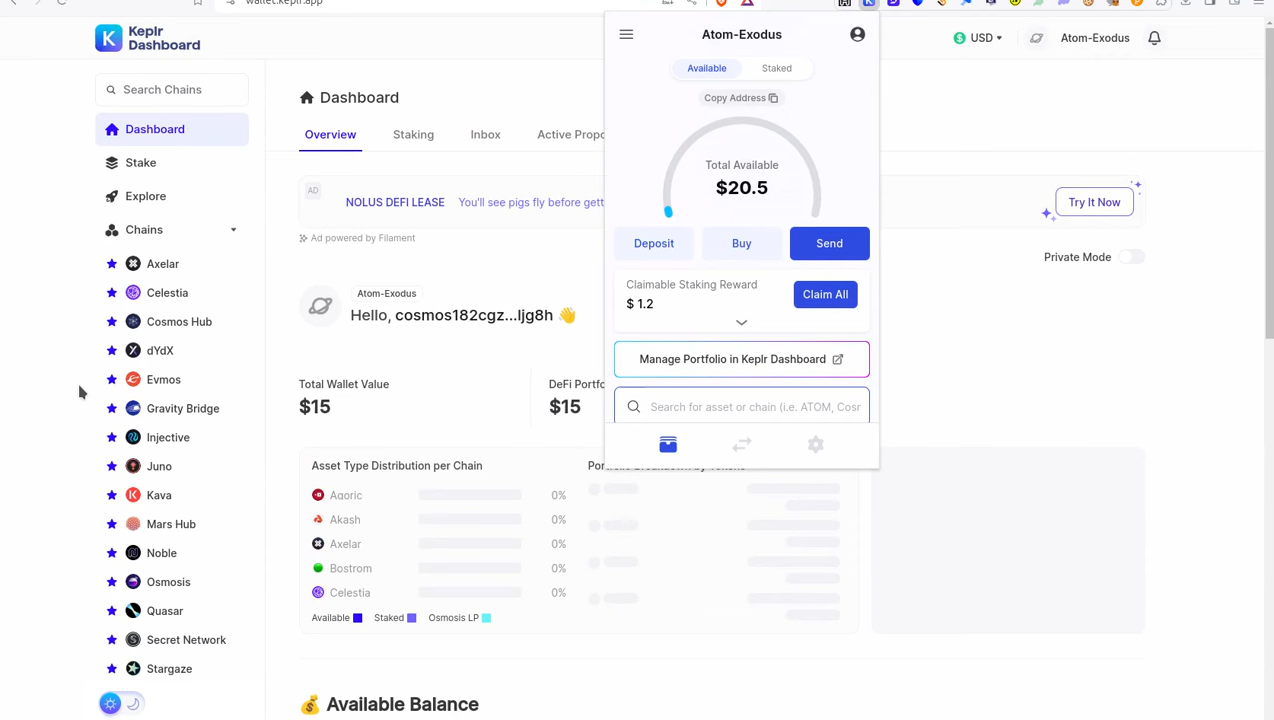 wallet.keplr.app
Keplr
Dashboard
Search Chains
Dashboard
Stake
Explore
Chains
Axelar
Celestia
Cosmos Hub
dYdX
Evmos
Gravity Bridge
Injective
Juno
Kava
Mars Hub
Noble
Osmosis
Quasar
Secret Network
Stargaze
USD
Atom-Exodus
Dashboard
Overview
Staking
Inbox
Active Propo
AD
NOLUS DEFI LEASE
You'll see pigs fly before gett
Try It Now
Ad powered by Filament
Private Mode
Atom-Exodus
Hello, cosmos182cgz...ljg8h 👋
Total Wallet Value
$15
DeFi Portfo
$15
Asset Type Distribution per Chain
Agoric 0%
Akash 0%
Axelar 0%
Bostrom 0%
Celestia 0%
Available
Staked
Osmosis LP
Portfolio Breakdown by Tokens
💰 Available Balance
Atom-Exodus
Available
Staked
Copy Address
Total Available
$20.5
Deposit
Buy
Send
Claimable Staking Reward
$ 1.2
Claim All
Manage Portfolio in Keplr Dashboard
Search for asset or chain (i.e. ATOM, Cosr